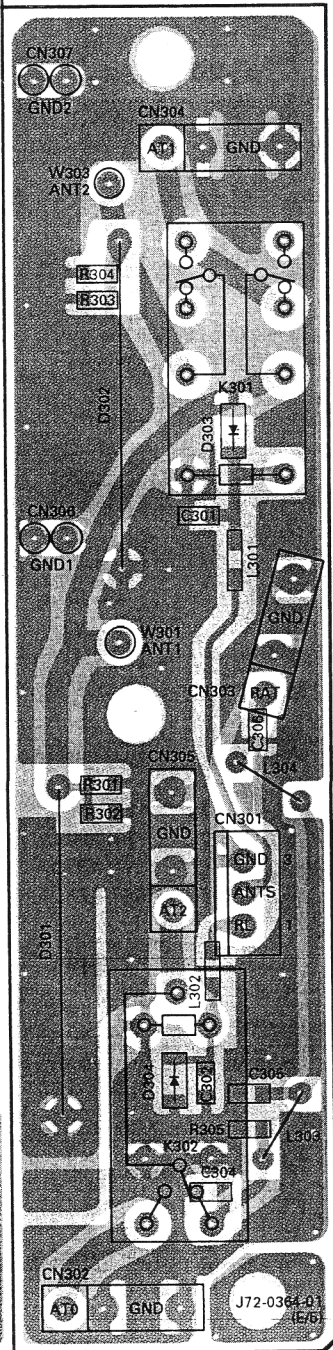 CN307
GND2
CN304
AT1 GND
W303
ANT2
R304
R303
K301
D303
D302
C301
CN306
GND1
L301
GND
W301
ANT1
CN303 RAT
C306
L304
CN305
R301
R302
GND
CN301
GND 3
ANTS
RL 1
AT2
D301
L302
D304
C302
C305
R305
L303
K302
C304
CN302
AT0 GND
J72-0364-01
(E/5)